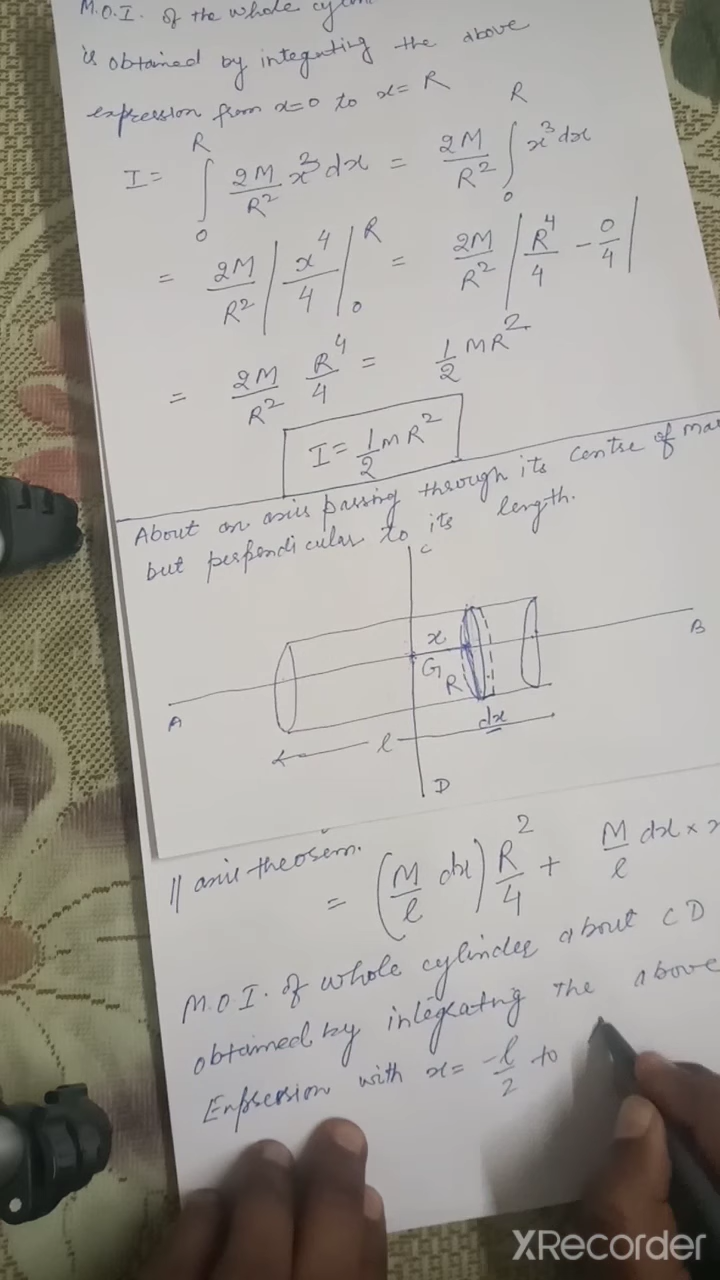 M.O.I. of the whole
is obtained by integrating the above
expression from x=0 to x= R
I= ∫₀ᴿ 2M/R² x³ dx = 2M/R² ∫₀ᴿ x³ dx
= 2M/R² | x⁴/4 |₀ᴿ = 2M/R² | R⁴/4 - 0/4 |
= 2M/R² R⁴/4 = 1/2 MR²
I = 1/2 MR²
About an axis passing through its centre of
but perpendicular to its length.
C
x
B
G
R
A
dx
l
D
|| axis theorem.
= (M/l dx) R²/4 + M/l dx ×
M.O.I. of whole cylinder about CD
obtained by integrating the above
Expression with x= -l/2 to
XRecorder